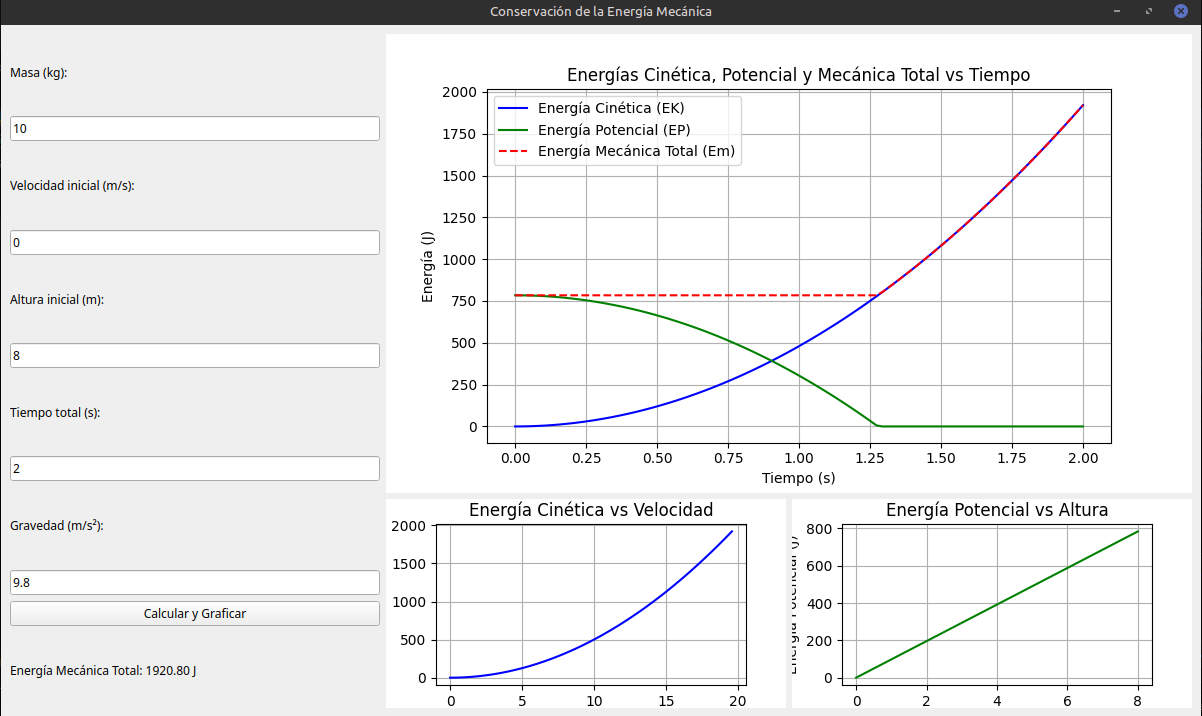 Conservación de la Energía Mecánica
Masa (kg):
10
Velocidad inicial (m/s):
0
Altura inicial (m):
8
Tiempo total (s):
2
Gravedad (m/s²):
9.8
Calcular y Graficar
Energía Mecánica Total: 1920.80 J
Energías Cinética, Potencial y Mecánica Total vs Tiempo
Energía Cinética (EK)
Energía Potencial (EP)
Energía Mecánica Total (Em)
Energía (J)
2000
1750
1500
1250
1000
750
500
250
0
0.00 0.25 0.50 0.75 1.00 1.25 1.50 1.75 2.00
Tiempo (s)
Energía Cinética vs Velocidad
2000
1500
1000
500
0
0 5 10 15 20
Energía Potencial vs Altura
Energía Potencial (J)
800
600
400
200
0
0 2 4 6 8